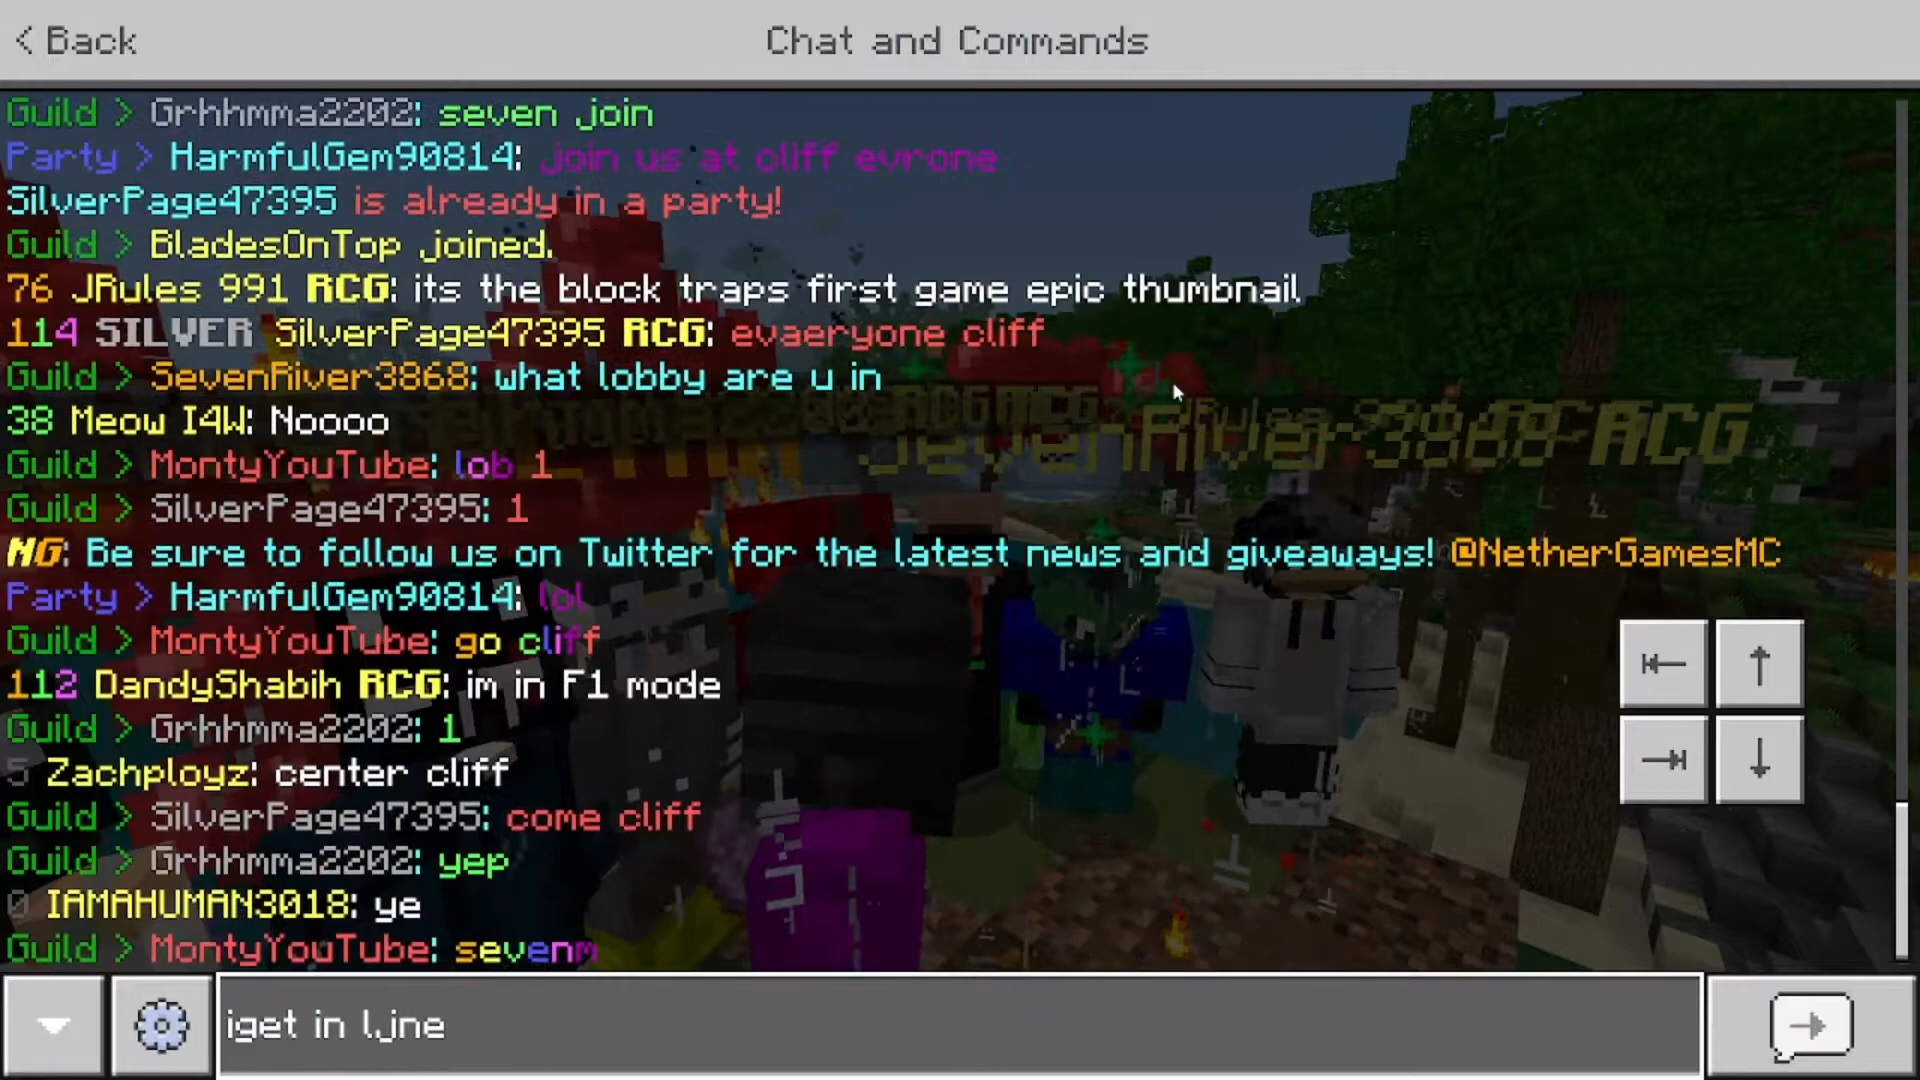 < Back
Chat and Commands
Guild > Grhhmma2202: seven join
Party > HarmfulGem90814: join us at cliff evrone
SilverPage47395 is already in a party!
Guild > BladesOnTop joined.
76 JRules 991 RCG: its the block traps first game epic thumbnail
114 SILVER SilverPage47395 RCG: evaeryone cliff
Guild > SevenRiver3868: what lobby are u in
38 Meow I4W: Noooo
SevenRiver3868 RCG
Guild > MontyYouTube: lob 1
Guild > SilverPage47395: 1
NG: Be sure to follow us on Twitter for the latest news and giveaways! @NetherGamesMC
Party > HarmfulGem90814: lol
Guild > MontyYouTube: go cliff
112 DandyShabih RCG: im in F1 mode
Guild > Grhhmma2202: 1
5 Zachployz: center cliff
Guild > SilverPage47395: come cliff
Guild > Grhhmma2202: yep
0 IAMAHUMAN3018: ye
Guild > MontyYouTube: sevenm
iget in l.jne